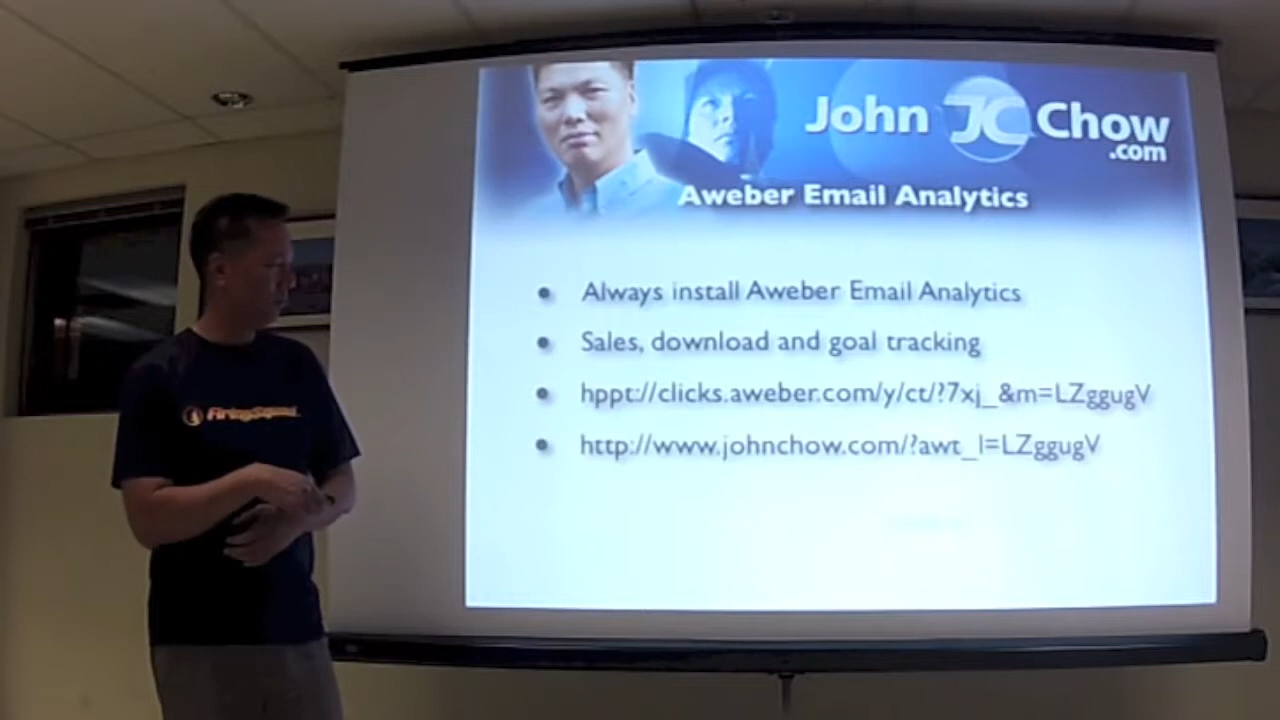 John JC Chow
.com
Aweber Email Analytics
• Always install Aweber Email Analytics
• Sales, download and goal tracking
• hppt://clicks.aweber.com/y/ct/?7xj_&m=LZggugV
• http://www.johnchow.com/?awt_l=LZggugV
FiringSquad